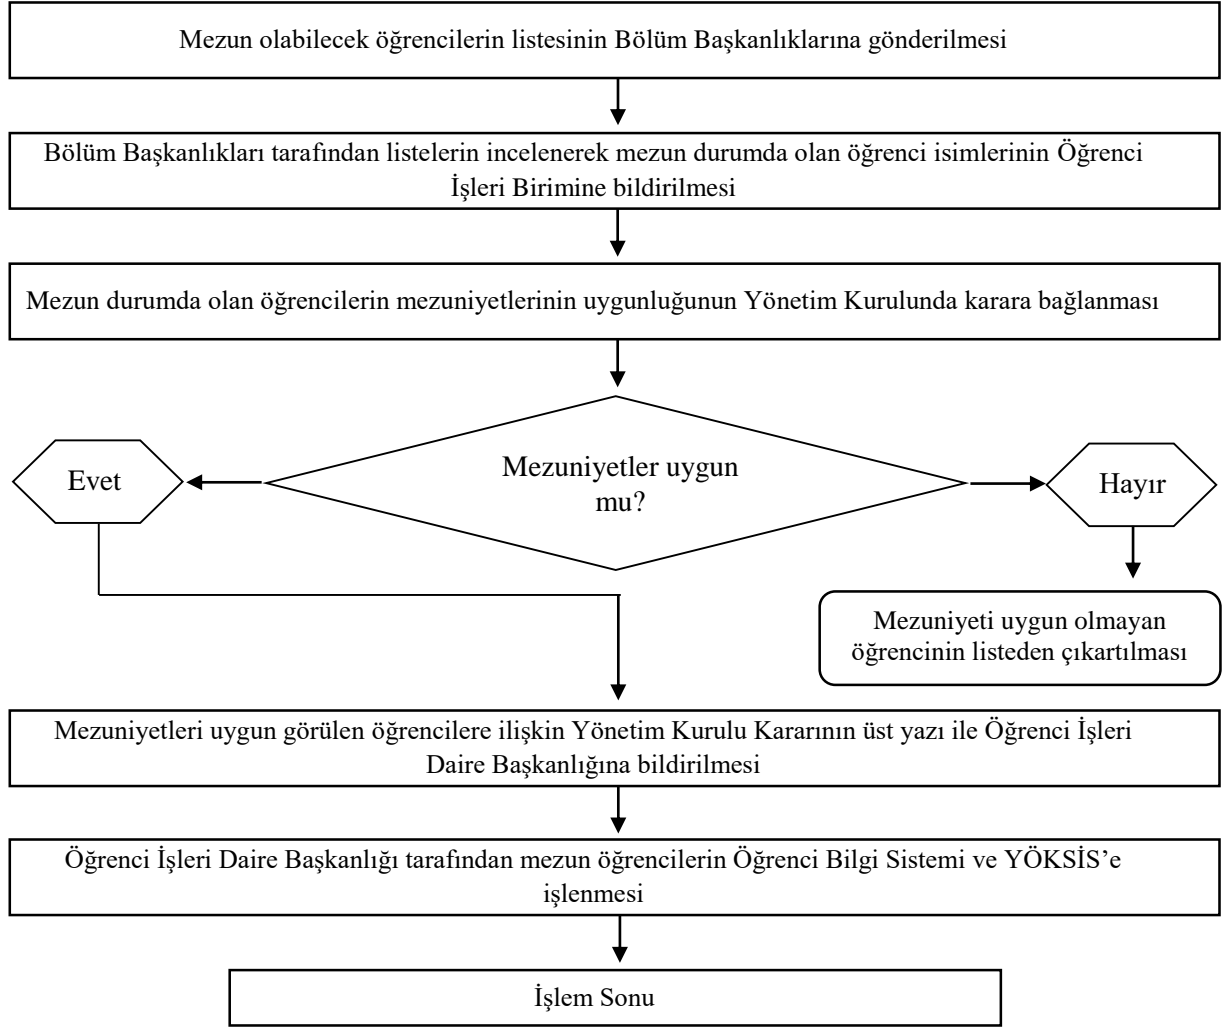 Mezun olabilecek öğrencilerin listesinin Bölüm Başkanlıklarına gönderilmesi
Bölüm Başkanlıkları tarafından listelerin incelenerek mezun durumda olan öğrenci isimlerinin Öğrenci
İşleri Birimine bildirilmesi
Mezun durumda olan öğrencilerin mezuniyetlerinin uygunluğunun Yönetim Kurulunda karara bağlanması
Evet
Mezuniyetler uygun
mu?
Hayır
Mezuniyeti uygun olmayan
öğrencinin listeden çıkartılması
Mezuniyetleri uygun görülen öğrencilere ilişkin Yönetim Kurulu Kararının üst yazı ile Öğrenci İşleri
Daire Başkanlığına bildirilmesi
Öğrenci İşleri Daire Başkanlığı tarafından mezun öğrencilerin Öğrenci Bilgi Sistemi ve YÖKSİS’e
işlenmesi
İşlem Sonu